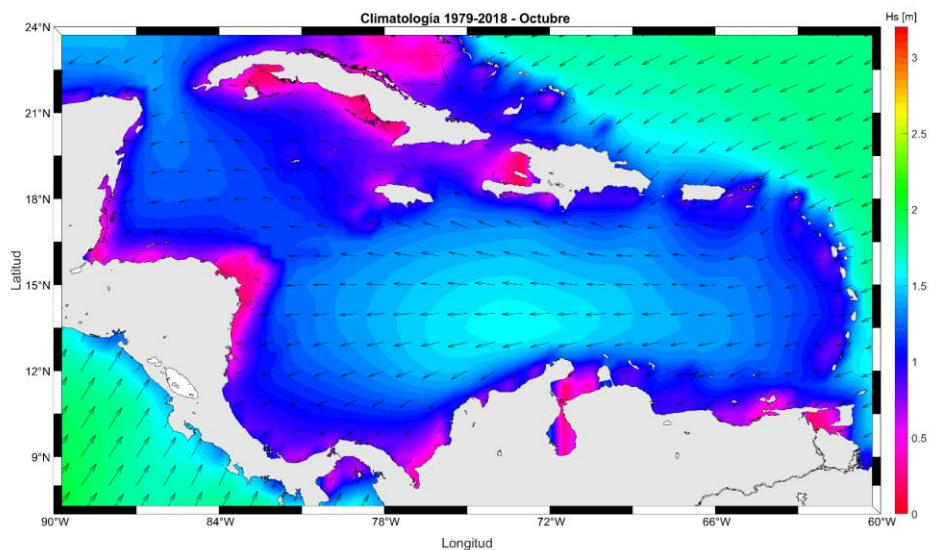 Climatología 1979-2018 - Octubre
Hs [m]
24°N
21°N
18°N
15°N
12°N
9°N
Latitud
90°W 84°W 78°W 72°W 66°W 60°W
Longitud
3
2.5
2
1.5
1
0.5
0